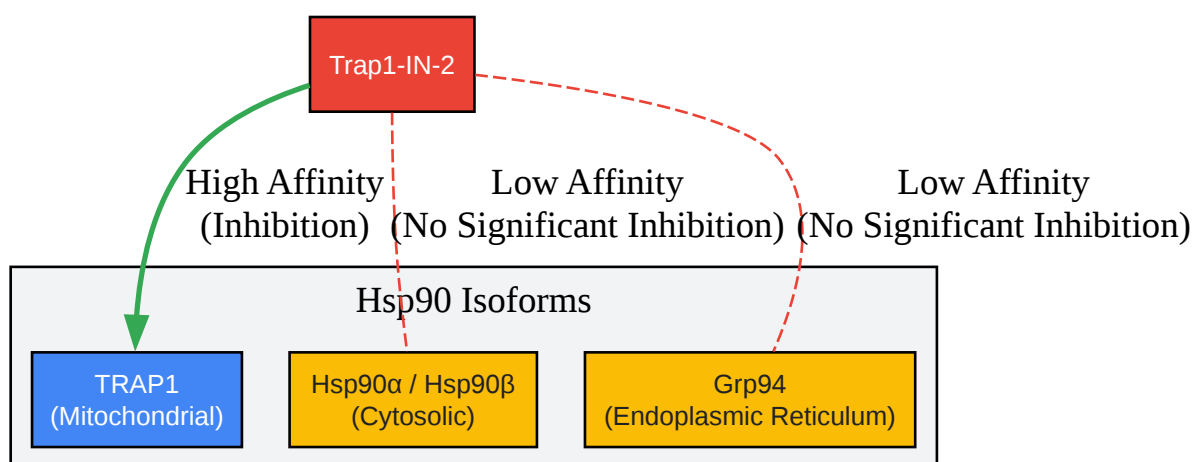 Trap1-IN-2
High Affinity
(Inhibition)
Low Affinity
(No Significant Inhibition)
Low Affinity
(No Significant Inhibition)
Hsp90 Isoforms
TRAP1
(Mitochondrial)
Hsp90α / Hsp90β
(Cytosolic)
Grp94
(Endoplasmic Reticulum)